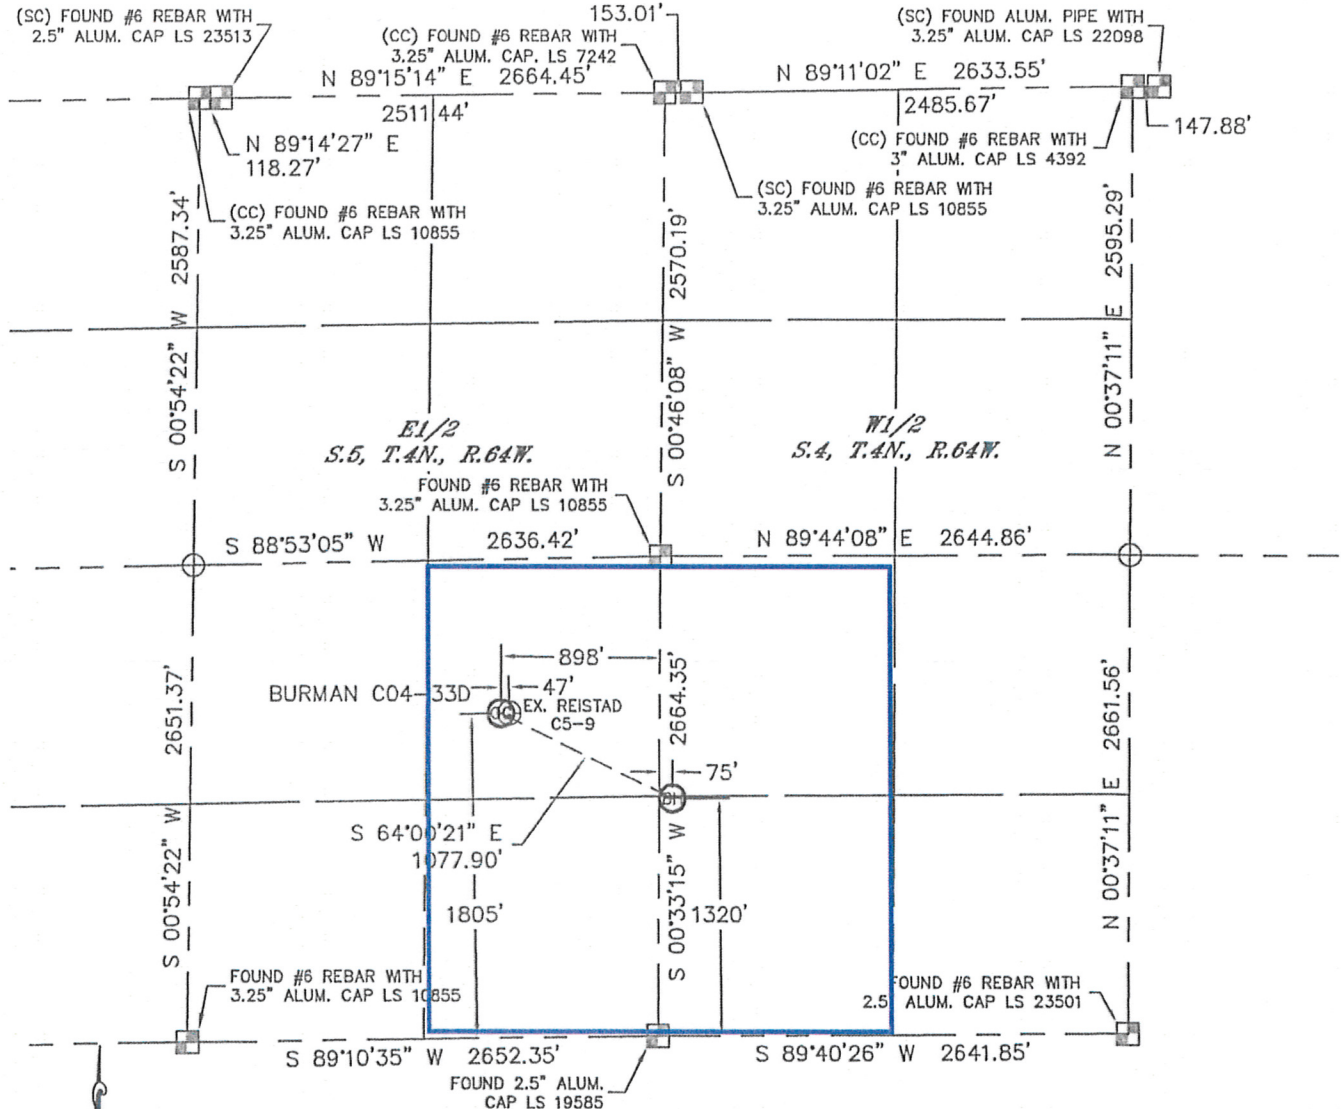 (SC) FOUND #6 REBAR WITH
2.5" ALUM. CAP LS 23513
153.01'
(CC) FOUND #6 REBAR WITH
3.25" ALUM. CAP. LS 7242
(SC) FOUND ALUM. PIPE WITH
3.25" ALUM. CAP LS 22098
N 89°15'14" E 2664.45'
2511.44'
N 89°11'02" E 2633.55'
2485.67'
147.88'
N 89°14'27" E
118.27'
(CC) FOUND #6 REBAR WITH
3" ALUM. CAP LS 4392
(CC) FOUND #6 REBAR WITH
3.25" ALUM. CAP LS 10855
(SC) FOUND #6 REBAR WITH
3.25" ALUM. CAP LS 10855
S 00°54'22" W 2587.34'
S 00°46'08" W 2570.19'
N 00°37'11" E 2595.29'
E1/2
S.5, T.4N., R.64W.
W1/2
S.4, T.4N., R.64W.
FOUND #6 REBAR WITH
3.25" ALUM. CAP LS 10855
S 88°53'05" W 2636.42'
N 89°44'08" E 2644.86'
898'
BURMAN C04-33D
47'
EX. REISTAD
C5-9
75'
BH
S 64°00'21" E
1077.90'
1805'
1320'
S 00°54'22" W 2651.37'
S 00°33'15" W 2664.35'
N 00°37'11" E 2661.56'
FOUND #6 REBAR WITH
3.25" ALUM. CAP LS 10855
FOUND #6 REBAR WITH
2.5 ALUM. CAP LS 23501
S 89°10'35" W 2652.35'
S 89°40'26" W 2641.85'
FOUND 2.5" ALUM.
CAP LS 19585